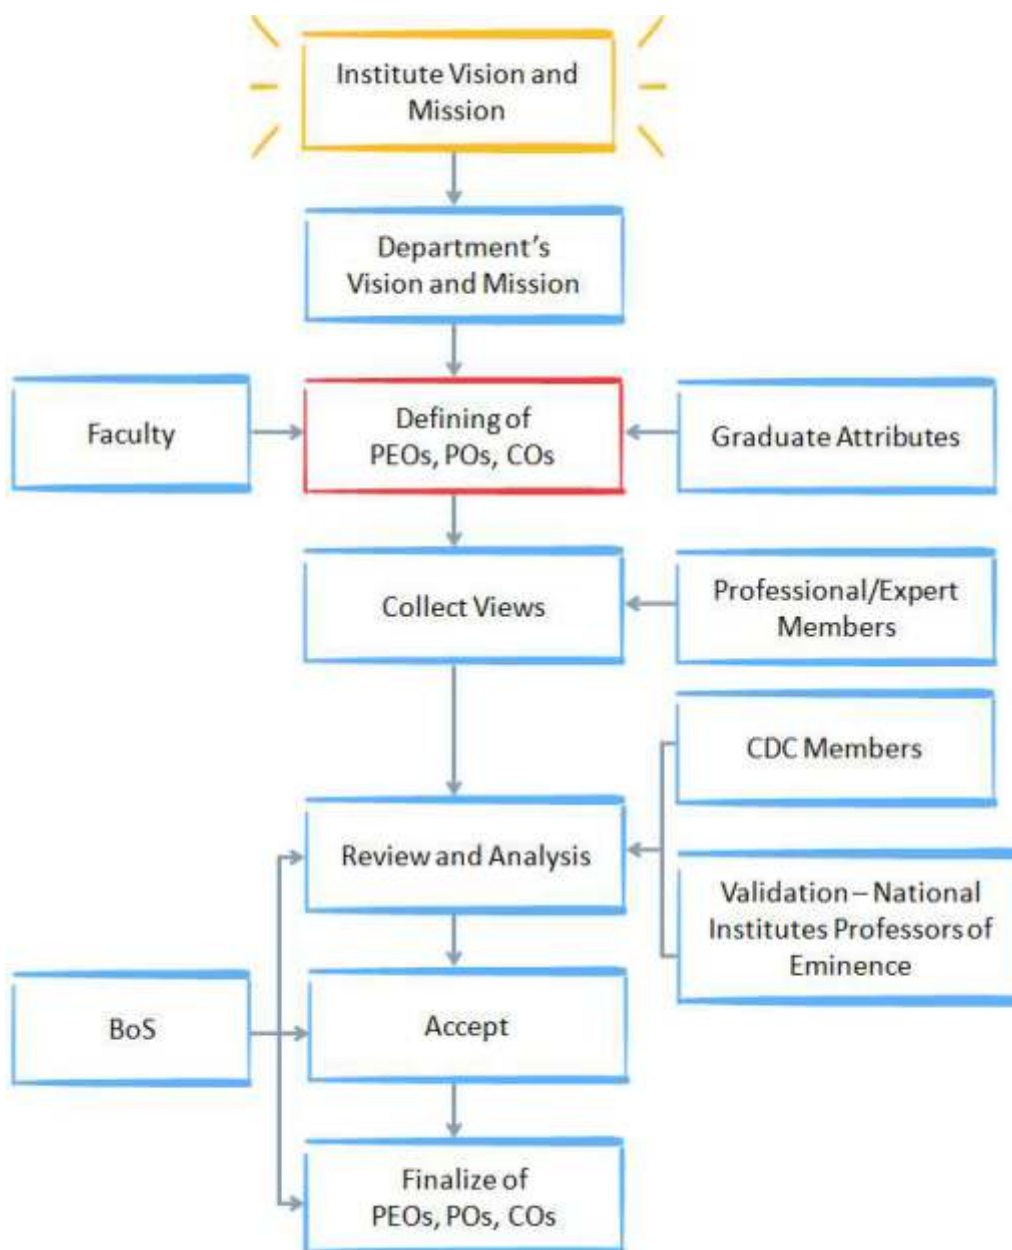 Institute Vision and
Mission
Department's
Vision and Mission
Faculty
Defining of
PEOs, POs, COs
Graduate Attributes
Collect Views
Professional/Expert
Members
CDC Members
Review and Analysis
Validation – National
Institutes Professors of
Eminence
BoS
Accept
Finalize of
PEOs, POs, COs